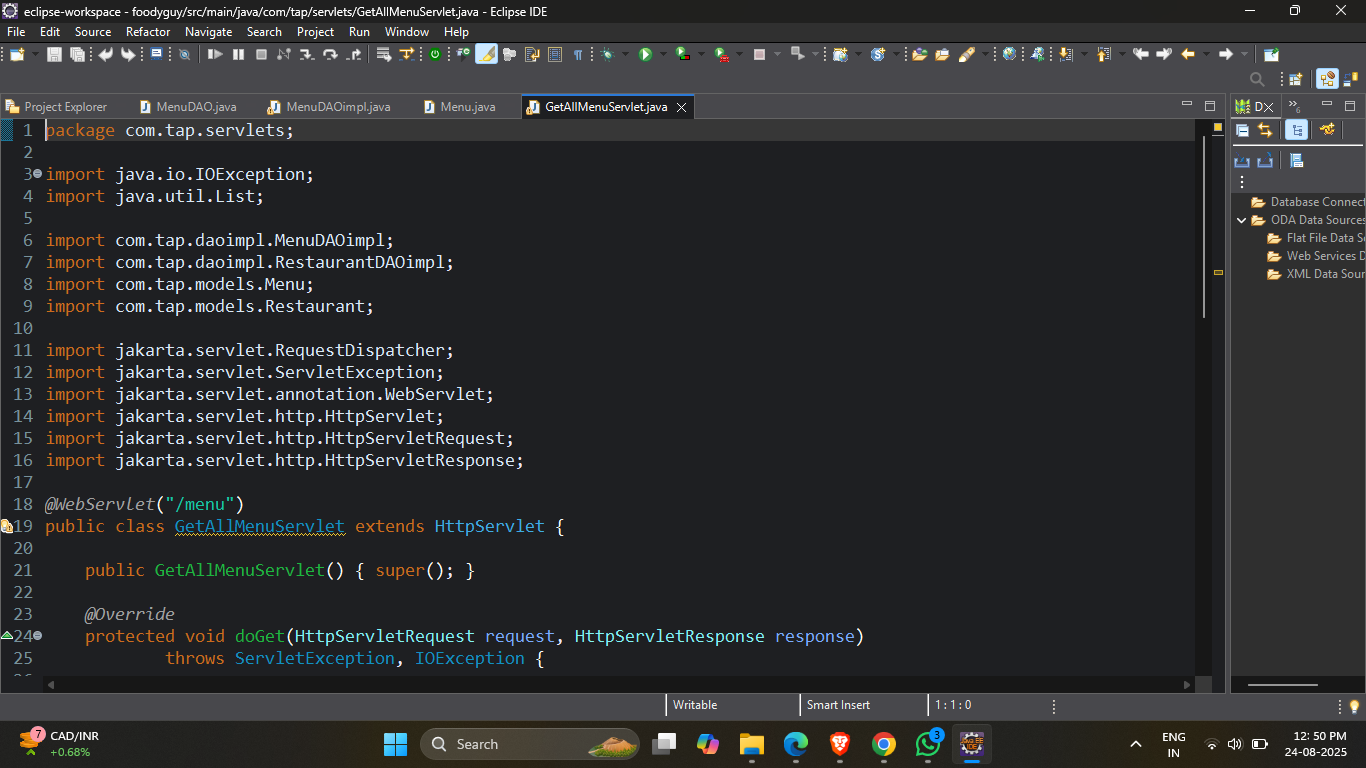 eclipse-workspace - foodyguy/src/main/java/com/tap/servlets/GetAllMenuServlet.java - Eclipse IDE
File Edit Source Refactor Navigate Search Project Run Window Help
Project Explorer MenuDAO.java MenuDAOimpl.java Menu.java GetAllMenuServlet.java D
6
1 package com.tap.servlets;
2
3 import java.io.IOException;
4 import java.util.List;
5
6 import com.tap.daoimpl.MenuDAOimpl;
7 import com.tap.daoimpl.RestaurantDAOimpl;
8 import com.tap.models.Menu;
9 import com.tap.models.Restaurant;
10
11 import jakarta.servlet.RequestDispatcher;
12 import jakarta.servlet.ServletException;
13 import jakarta.servlet.annotation.WebServlet;
14 import jakarta.servlet.http.HttpServlet;
15 import jakarta.servlet.http.HttpServletRequest;
16 import jakarta.servlet.http.HttpServletResponse;
17
18 @WebServlet("/menu")
19 public class GetAllMenuServlet extends HttpServlet {
20
21 public GetAllMenuServlet() { super(); }
22
23 @Override
24 protected void doGet(HttpServletRequest request, HttpServletResponse response)
25 throws ServletException, IOException {
Database Connect
ODA Data Sources
Flat File Data S
Web Services D
XML Data Sour
Writable Smart Insert 1 : 1 : 0
7 CAD/INR
+0.68%
Search
3
ENG
IN
12: 50 PM
24-08-2025